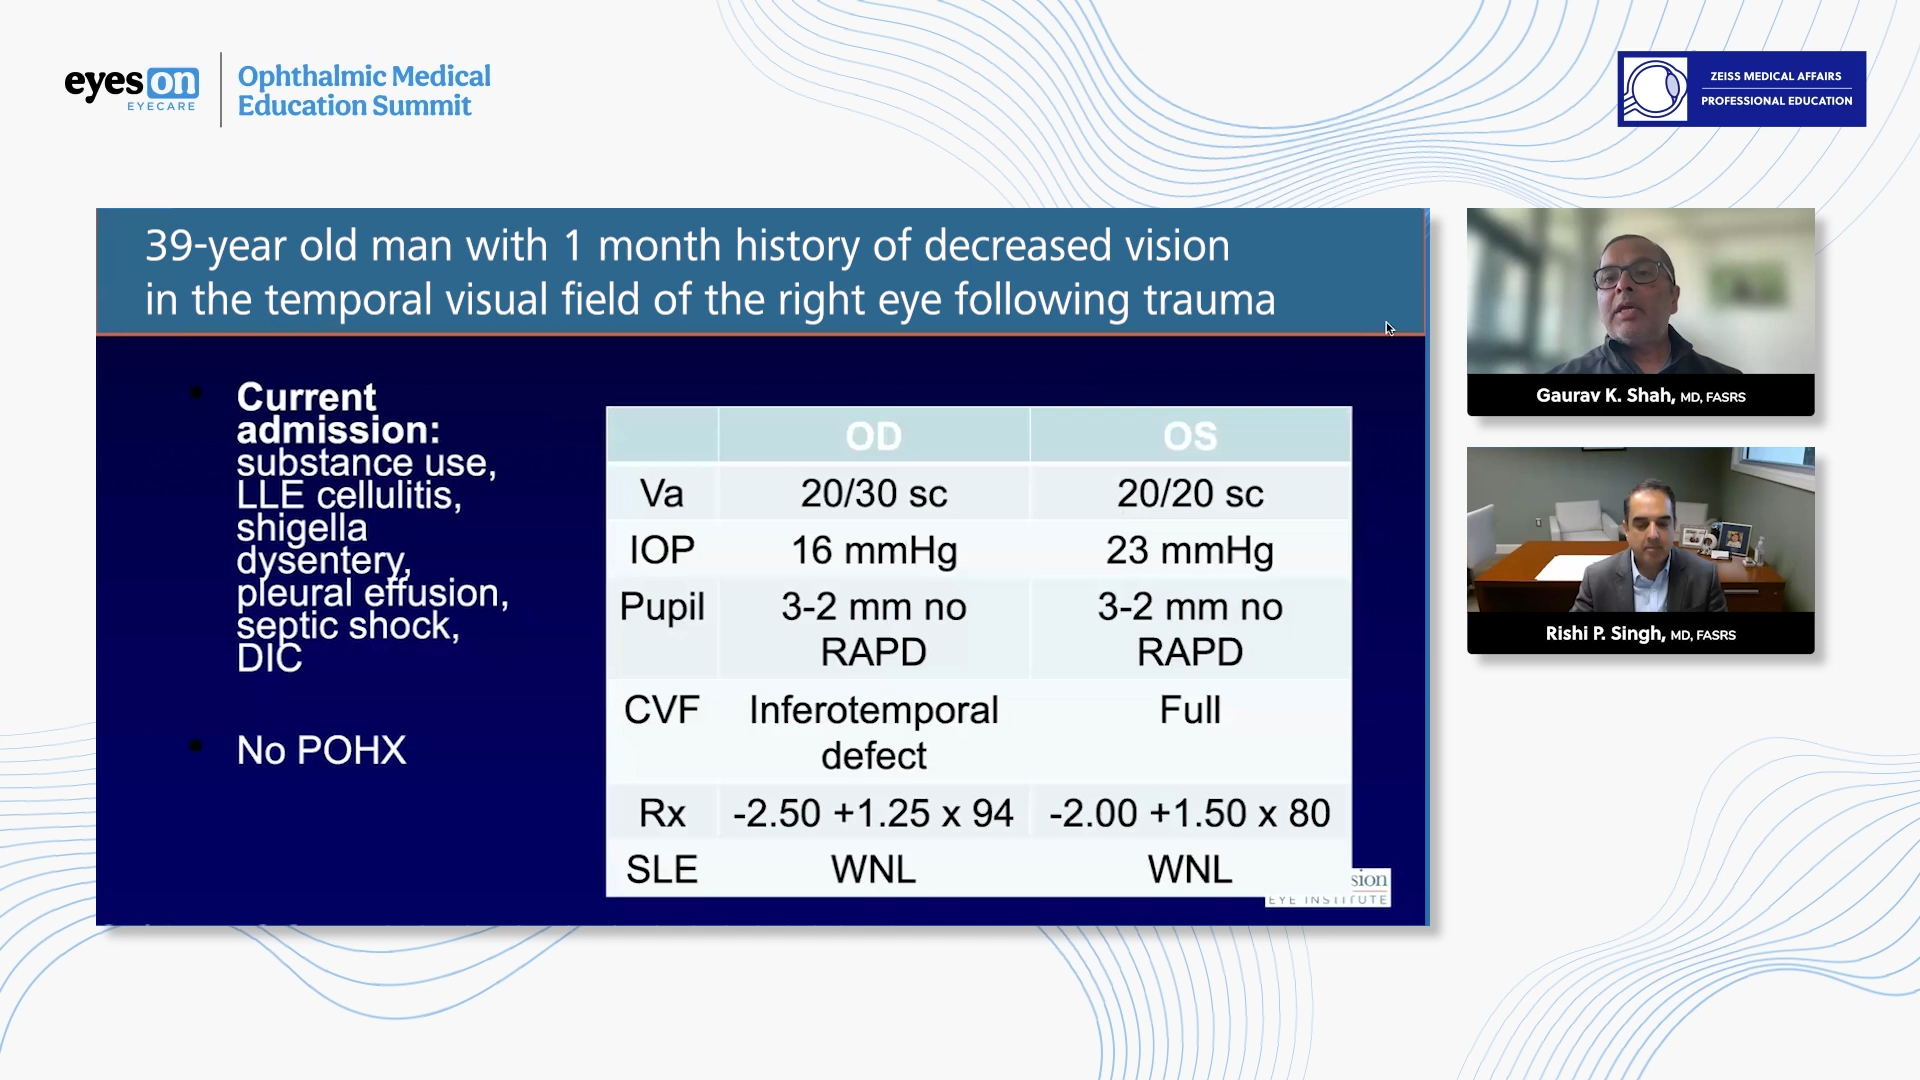 eyes on
EYECARE
Ophthalmic Medical
Education Summit
ZEISS MEDICAL AFFAIRS
PROFESSIONAL EDUCATION
39-year old man with 1 month history of decreased vision
in the temporal visual field of the right eye following trauma
Current
admission:
substance use,
LLE cellulitis,
shigella
dysentery,
pleural effusion,
septic shock,
DIC
No POHX
OD OS
Va 20/30 sc 20/20 sc
IOP 16 mmHg 23 mmHg
Pupil 3-2 mm no 3-2 mm no
RAPD RAPD
CVF Inferotemporal Full
defect
Rx -2.50 +1.25 x 94 -2.00 +1.50 x 80
SLE WNL WNL
sion
EYE INSTITUTE
Gaurav K. Shah, MD, FASRS
Rishi P. Singh, MD, FASRS